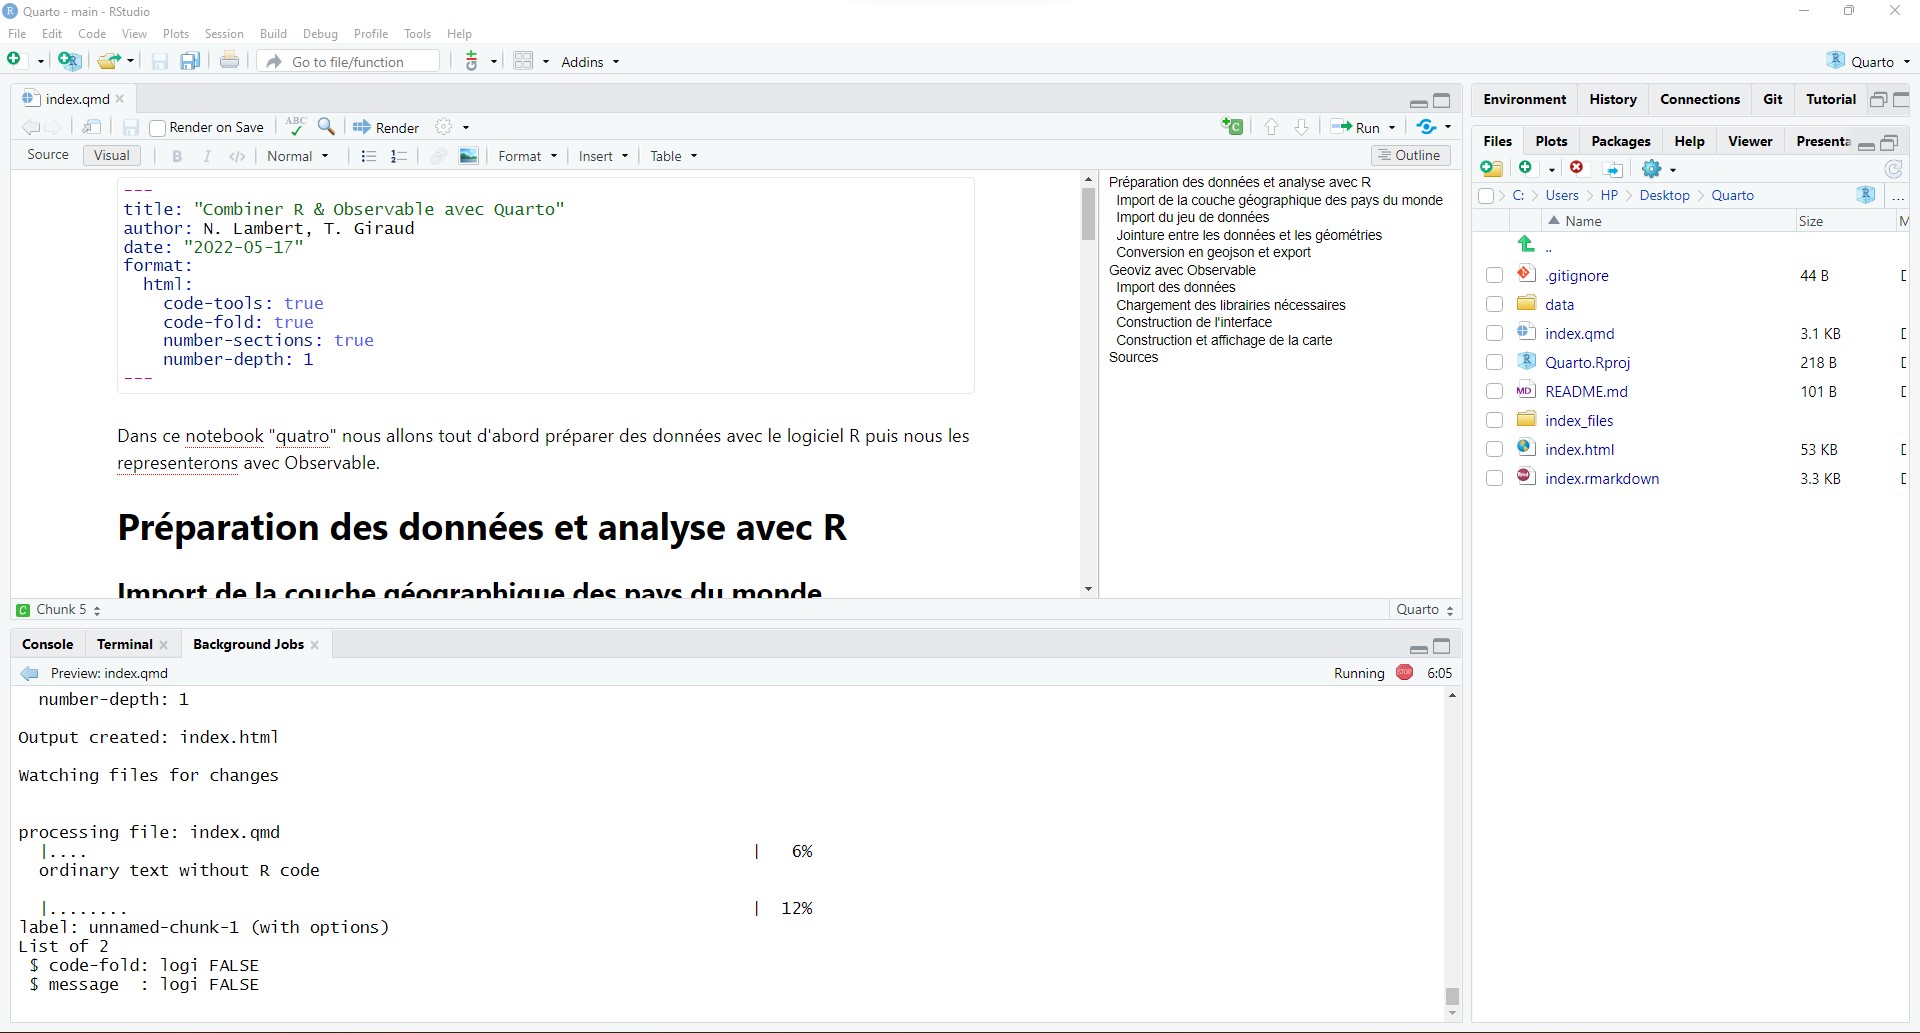 Quarto - main - RStudio
File Edit Code View Plots Session Build Debug Profile Tools Help
Go to file/function Addins Quarto
index.qmd
Render on Save ABC Render Run
Source Visual B I </> Normal Format Insert Table Outline
---
title: "Combiner R & Observable avec Quarto"
author: N. Lambert, T. Giraud
date: "2022-05-17"
format:
html:
code-tools: true
code-fold: true
number-sections: true
number-depth: 1
---
Dans ce notebook "quatro" nous allons tout d'abord préparer des données avec le logiciel R puis nous les
representerons avec Observable.
Préparation des données et analyse avec R
Import de la couche géographique des pays du monde
Préparation des données et analyse avec R
Import de la couche géographique des pays du monde
Import du jeu de données
Jointure entre les données et les géométries
Conversion en geojson et export
Geoviz avec Observable
Import des données
Chargement des librairies nécessaires
Construction de l'interface
Construction et affichage de la carte
Sources
C Chunk 5 Quarto
Console Terminal Background Jobs
Preview: index.qmd Running STOP 6:05
number-depth: 1
Output created: index.html
Watching files for changes
processing file: index.qmd
|.... | 6%
ordinary text without R code
|........ | 12%
label: unnamed-chunk-1 (with options)
List of 2
$ code-fold: logi FALSE
$ message : logi FALSE
Environment History Connections Git Tutorial
Files Plots Packages Help Viewer Presenta
C: Users HP Desktop Quarto ...
Name Size
..
.gitignore 44 B
data
index.qmd 3.1 KB
Quarto.Rproj 218 B
MD README.md 101 B
index_files
index.html 53 KB
index.rmarkdown 3.3 KB